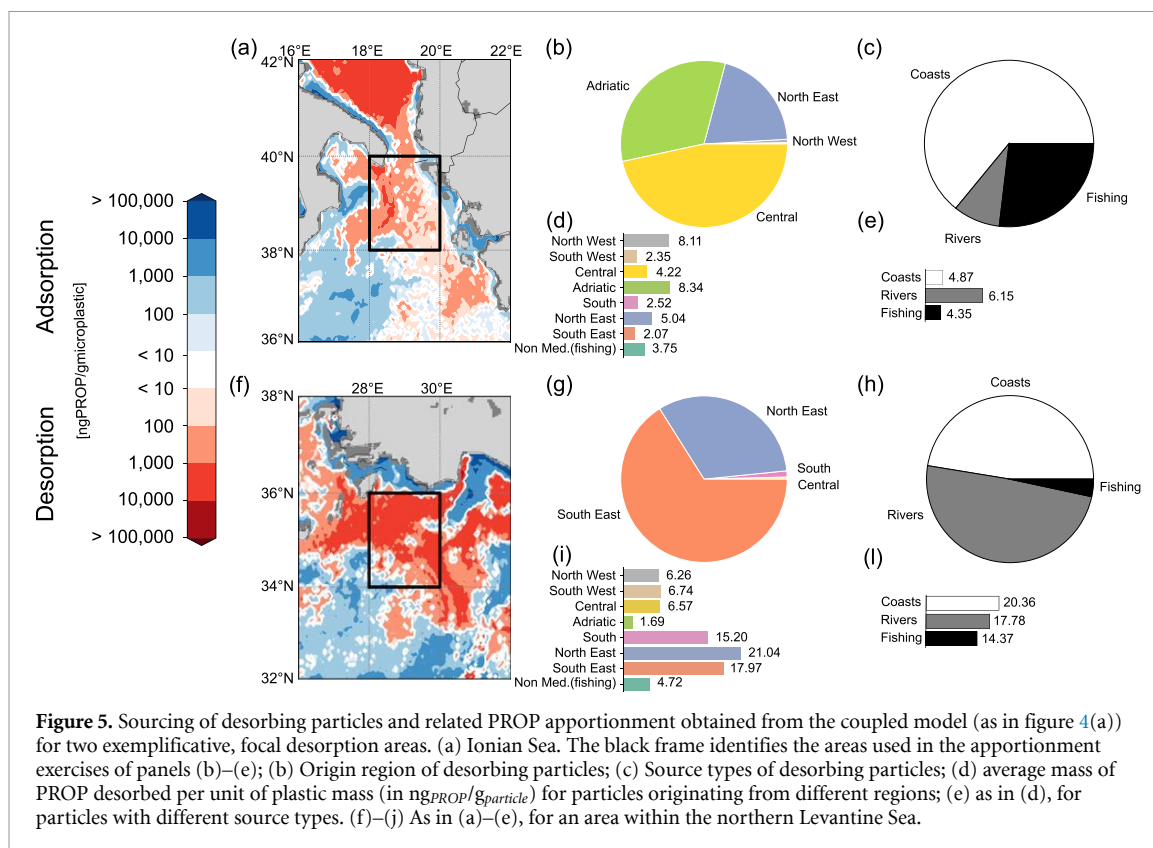 (a)
16°E 18°E 20°E 22°E
42°N
40°N
38°N
36°N
(b)
Adriatic
North East
North West
Central
(c)
Coasts
Fishing
Rivers
(d)
North West 8.11
South West 2.35
Central 4.22
Adriatic 8.34
South 2.52
North East 5.04
South East 2.07
Non Med.(fishing) 3.75
(e)
Coasts 4.87
Rivers 6.15
Fishing 4.35
Adsorption
Desorption
[ngPROP/gmicroplastic]
> 100,000
10,000
1,000
100
< 10
< 10
100
1,000
10,000
> 100,000
(f)
28°E 30°E
38°N
36°N
34°N
32°N
(g)
North East
South
Central
South East
(h)
Coasts
Fishing
Rivers
(i)
North West 6.26
South West 6.74
Central 6.57
Adriatic 1.69
South 15.20
North East 21.04
South East 17.97
Non Med.(fishing) 4.72
(l)
Coasts 20.36
Rivers 17.78
Fishing 14.37
Figure 5. Sourcing of desorbing particles and related PROP apportionment obtained from the coupled model (as in figure 4(a))
for two exemplificative, focal desorption areas. (a) Ionian Sea. The black frame identifies the areas used in the apportionment
exercises of panels (b)–(e); (b) Origin region of desorbing particles; (c) Source types of desorbing particles; (d) average mass of
PROP desorbed per unit of plastic mass (in ngPROP/gparticle) for particles originating from different regions; (e) as in (d), for
particles with different source types. (f)–(j) As in (a)–(e), for an area within the northern Levantine Sea.